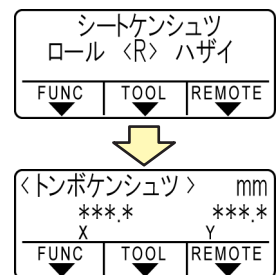 シートケンシュツ
ロール <R> ハザイ
FUNC TOOL REMOTE
<トンボケンシュツ> mm
***.* ***.*
X Y
FUNC TOOL REMOTE